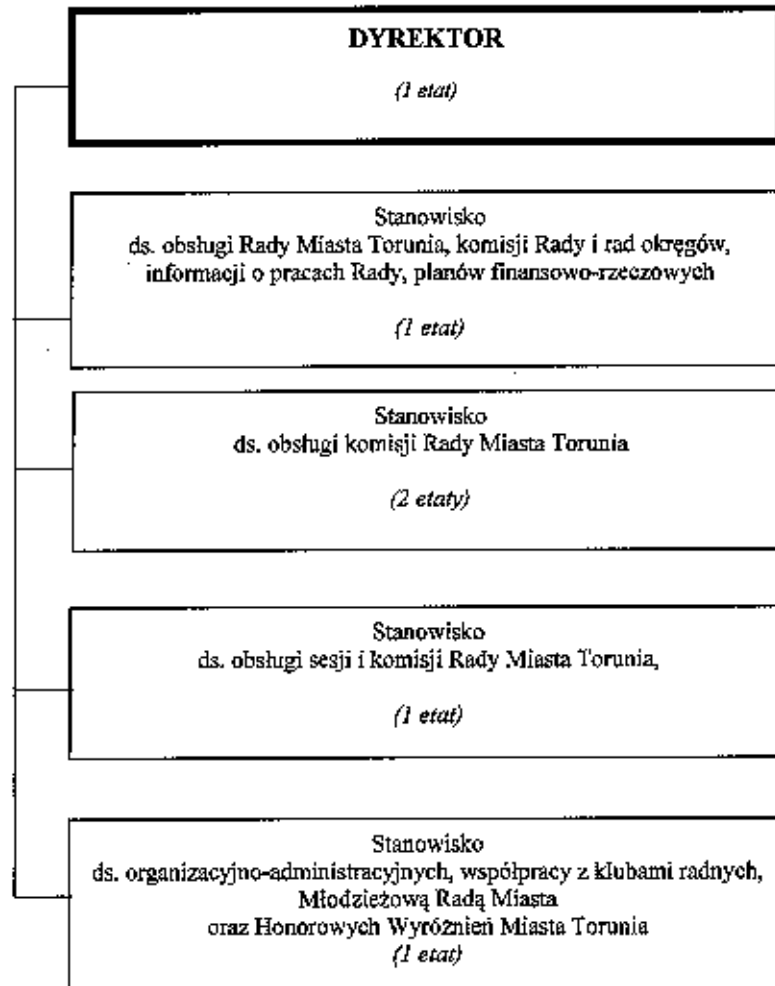 DYREKTOR
(1 etat)
Stanowisko
ds. obsługi Rady Miasta Torunia, komisji Rady i rad okręgów,
informacji o pracach Rady, planów finansowo-rzeczowych
(1 etat)
Stanowisko
ds. obsługi komisji Rady Miasta Torunia
(2 etaty)
Stanowisko
ds. obsługi sesji i komisji Rady Miasta Torunia,
(1 etat)
Stanowisko
ds. organizacyjno-administracyjnych, współpracy z klubami radnych,
Młodzieżową Radą Miasta
oraz Honorowych Wyróżnień Miasta Torunia
(1 etat)